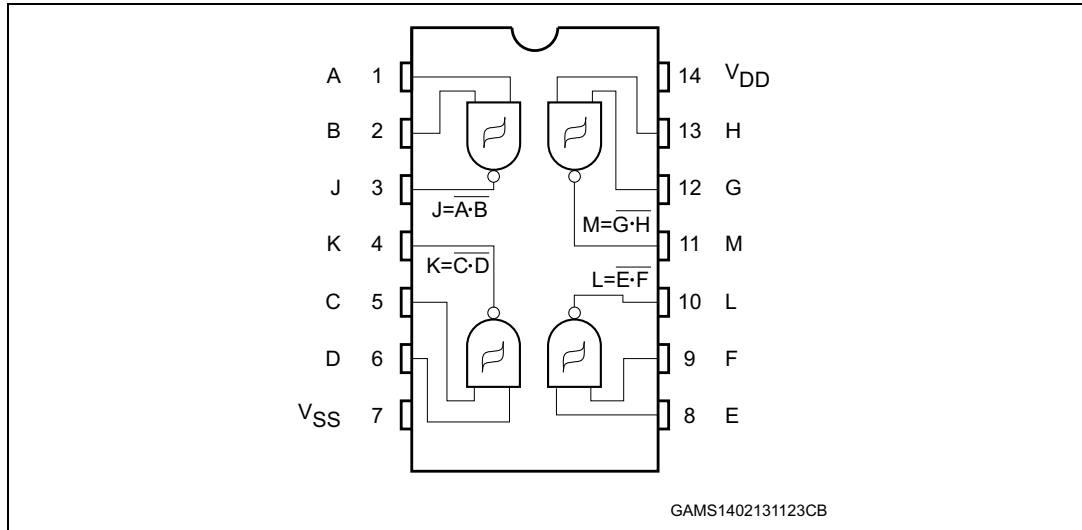 A 1 14 VDD
B 2 13 H
J 3 12 G
J=A·B
M=G·H
K 4 11 M
K=C·D
L=E·F
C 5 10 L
D 6 9 F
VSS 7 8 E
GAMS1402131123CB